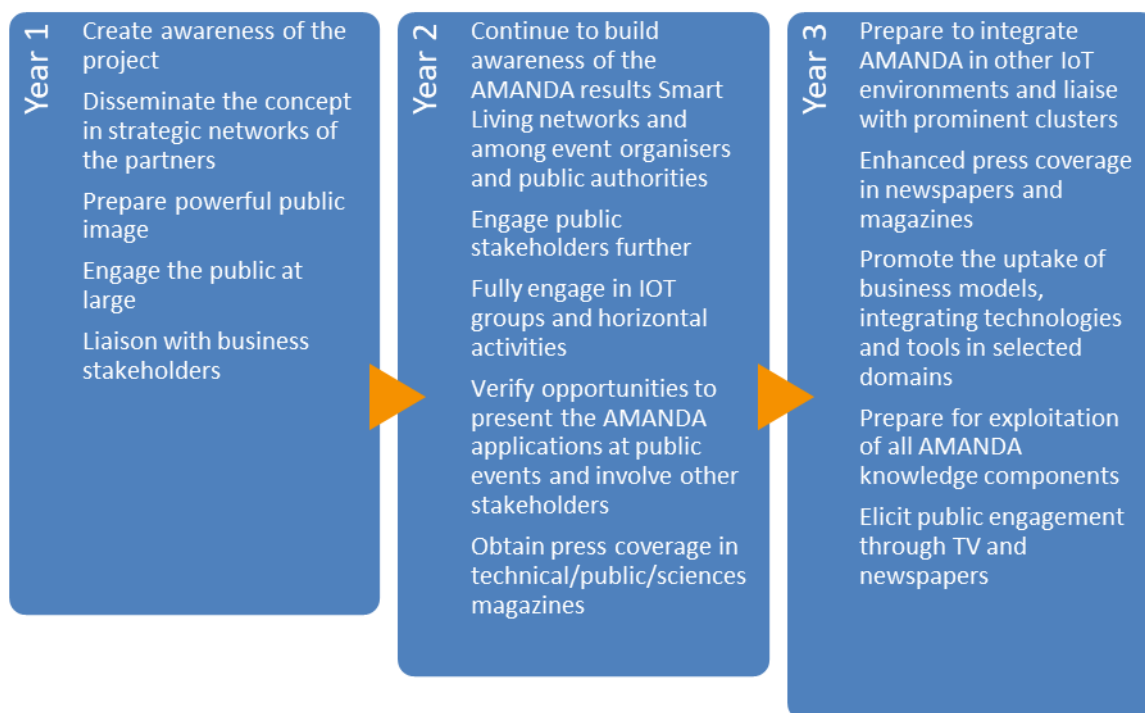 Year 1
Create awareness of the
project
Disseminate the concept
in strategic networks of
the partners
Prepare powerful public
image
Engage the public at
large
Liaison with business
stakeholders
Year 2
Continue to build
awareness of the
AMANDA results Smart
Living networks and
among event organisers
and public authorities
Engage public
stakeholders further
Fully engage in IOT
groups and horizontal
activities
Verify opportunities to
present the AMANDA
applications at public
events and involve other
stakeholders
Obtain press coverage in
technical/public/sciences
magazines
Year 3
Prepare to integrate
AMANDA in other IoT
environments and liaise
with prominent clusters
Enhanced press coverage
in newspapers and
magazines
Promote the uptake of
business models,
integrating technologies
and tools in selected
domains
Prepare for exploitation
of all AMANDA
knowledge components
Elicit public engagement
through TV and
newspapers